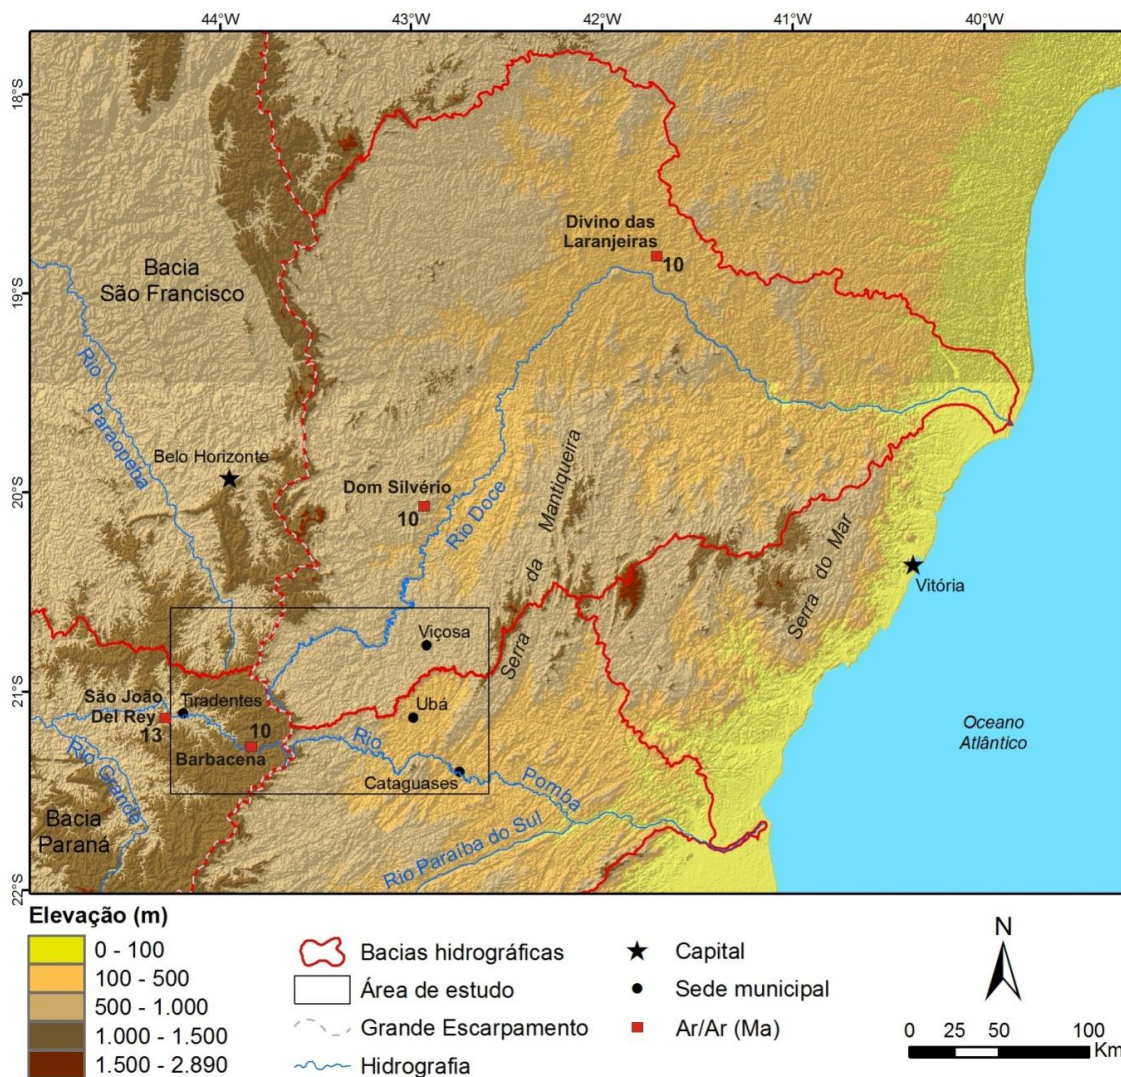 44°W 43°W 42°W 41°W 40°W
18°S
19°S
20°S
21°S
22°S
Bacia
São Francisco
Divino das
Laranjeiras
10
Rio
Paraopeba
Belo Horizonte
Dom Silvério
10
Rio Doce
Serra da Mantiqueira
Serra do Mar
Vitória
Viçosa
São João
Del Rey
13
Tiradentes
10
Barbacena
Ubá
Rio Pomba
Cataguases
Rio Grande
Bacia
Paraná
Rio Paraíba do Sul
Oceano
Atlântico
Elevação (m)
0 - 100
100 - 500
500 - 1.000
1.000 - 1.500
1.500 - 2.890
Bacias hidrográficas
Área de estudo
Grande Escarpamento
Hidrografia
Capital
Sede municipal
Ar/Ar (Ma)
N
0 25 50 100
Km